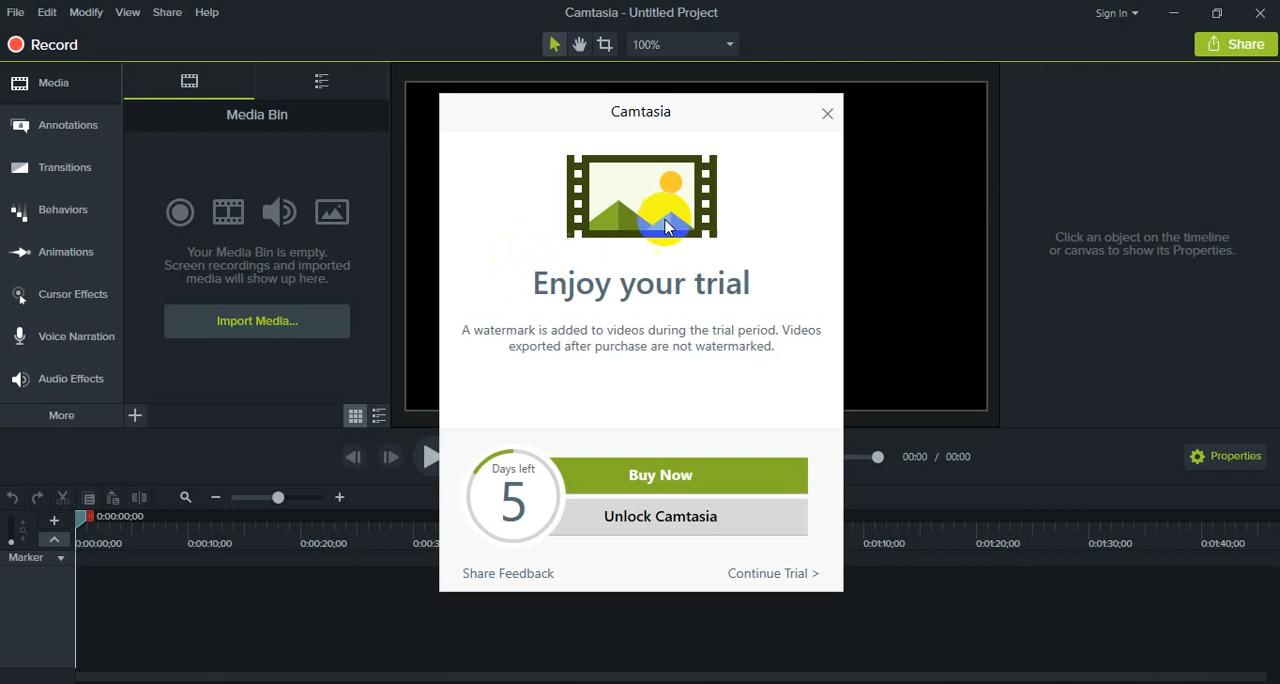 File Edit Modify View Share Help
Camtasia - Untitled Project
Sign In
Record
100%
Share
Media
Annotations
Transitions
Behaviors
Animations
Cursor Effects
Voice Narration
Audio Effects
More
Media Bin
Your Media Bin is empty.
Screen recordings and imported
media will show up here.
Import Media...
Camtasia
Enjoy your trial
A watermark is added to videos during the trial period. Videos
exported after purchase are not watermarked.
Days left
5
Buy Now
Unlock Camtasia
Share Feedback
Continue Trial >
Click an object on the timeline
or canvas to show its Properties.
00:00 / 00:00
Properties
0:00:00;00
0:00:00;00 0:00:10;00 0:00:20;00 0:00:3 0:01:10;00 0:01:20;00 0:01:30;00 0:01:40;00
Marker